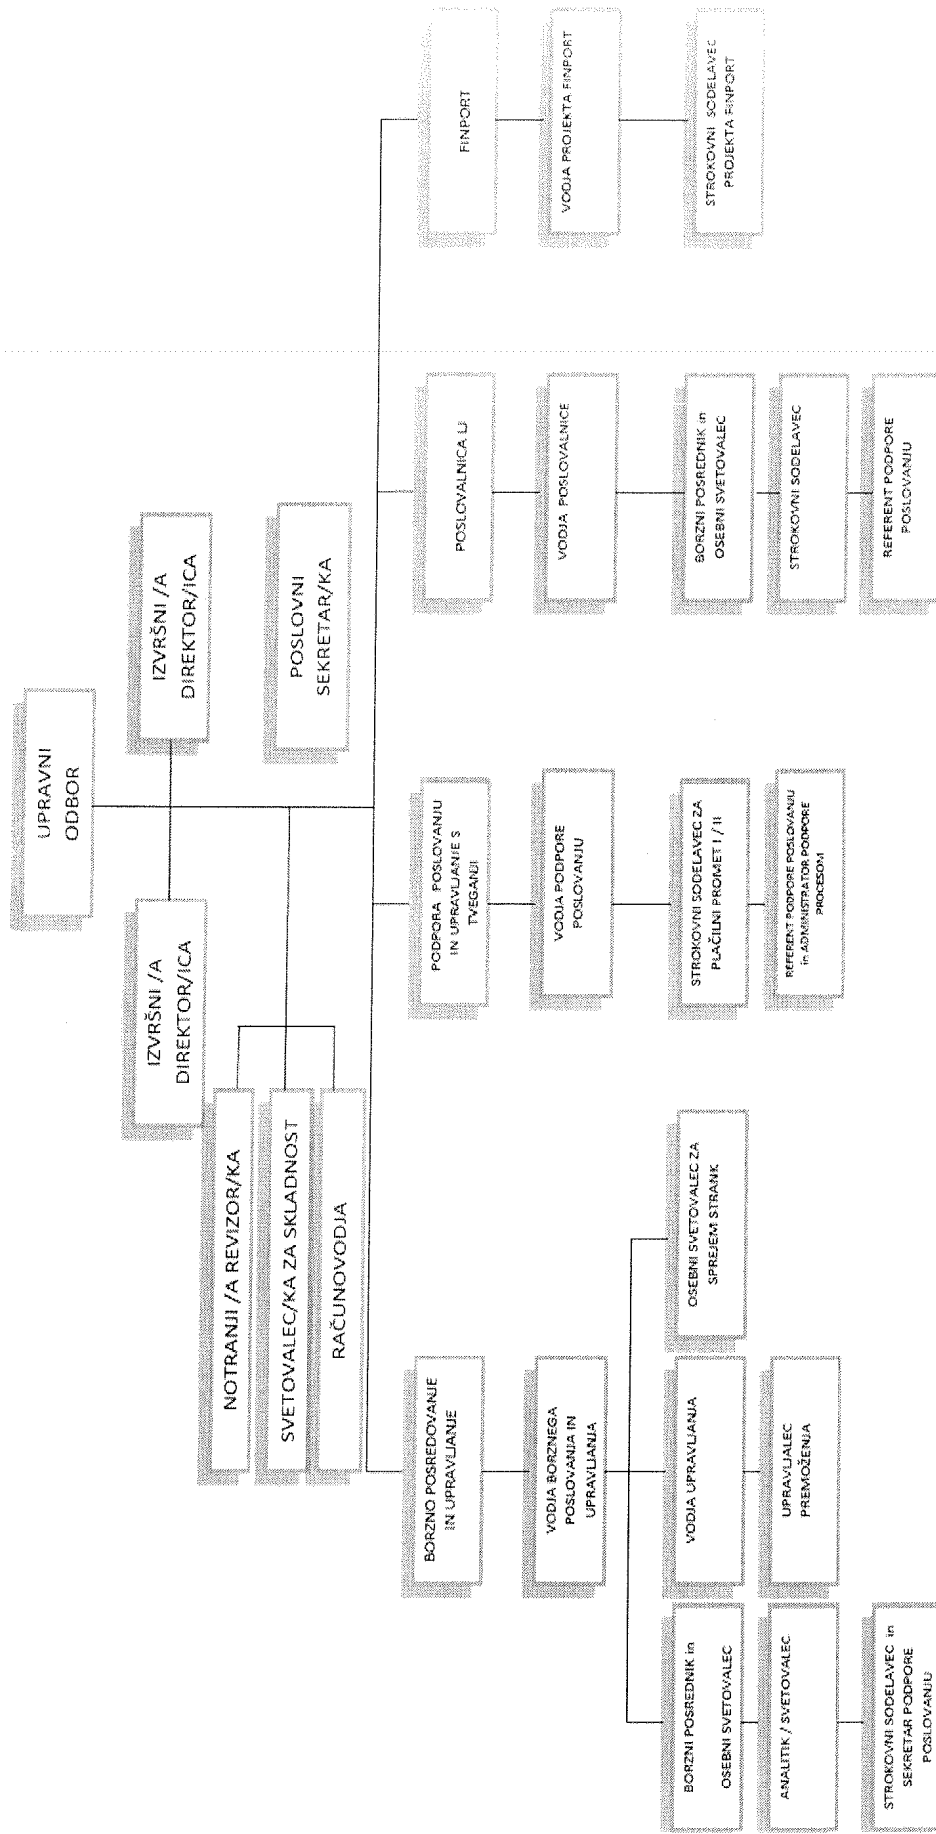 UPRAVNI
ODBOR
IZVRŠNI /A
DIREKTOR/ICA
IZVRŠNI /A
DIREKTOR/ICA
NOTRANJI /A REVIZOR/KA
SVETOVALEC/KA ZA SKLADNOST
RAČUNOVODJA
POSLOVNI
SEKRETAR/KA
BORZNO POSREDOVANJE
IN UPRAVLJANJE
VODJA BORZNEGA
POSLOVANJA IN
UPRAVLJANJA
BORZNI POSREDNIK in
OSEBNI SVETOVALEC
ANALITIK / SVETOVALEC
STROKOVNI SODELAVEC in
SEKRETAR PODPORE
POSLOVANJU
VODJA UPRAVLJANJA
UPRAVLJALEC
PREMOŽENJA
OSEBNI SVETOVALEC ZA
SPREJEM STRANK
PODPORA POSLOVANJU
IN UPRAVLJANJE S
TVEGANJI
VODJA PODPORE
POSLOVANJU
STROKOVNI SODELAVEC ZA
PLAČILNI PROMET I / II
REFERENT PODPORE POSLOVANJU
in ADMINISTRATOR PODPORE
PROCESOM
POSLOVALNICA LJ
VODJA POSLOVALNICE
BORZNI POSREDNIK in
OSEBNI SVETOVALEC
STROKOVNI SODELAVEC
REFERENT PODPORE
POSLOVANJU
FINPORT
VODJA PROJEKTA FINPORT
STROKOVNI SODELAVEC
PROJEKTA FINPORT